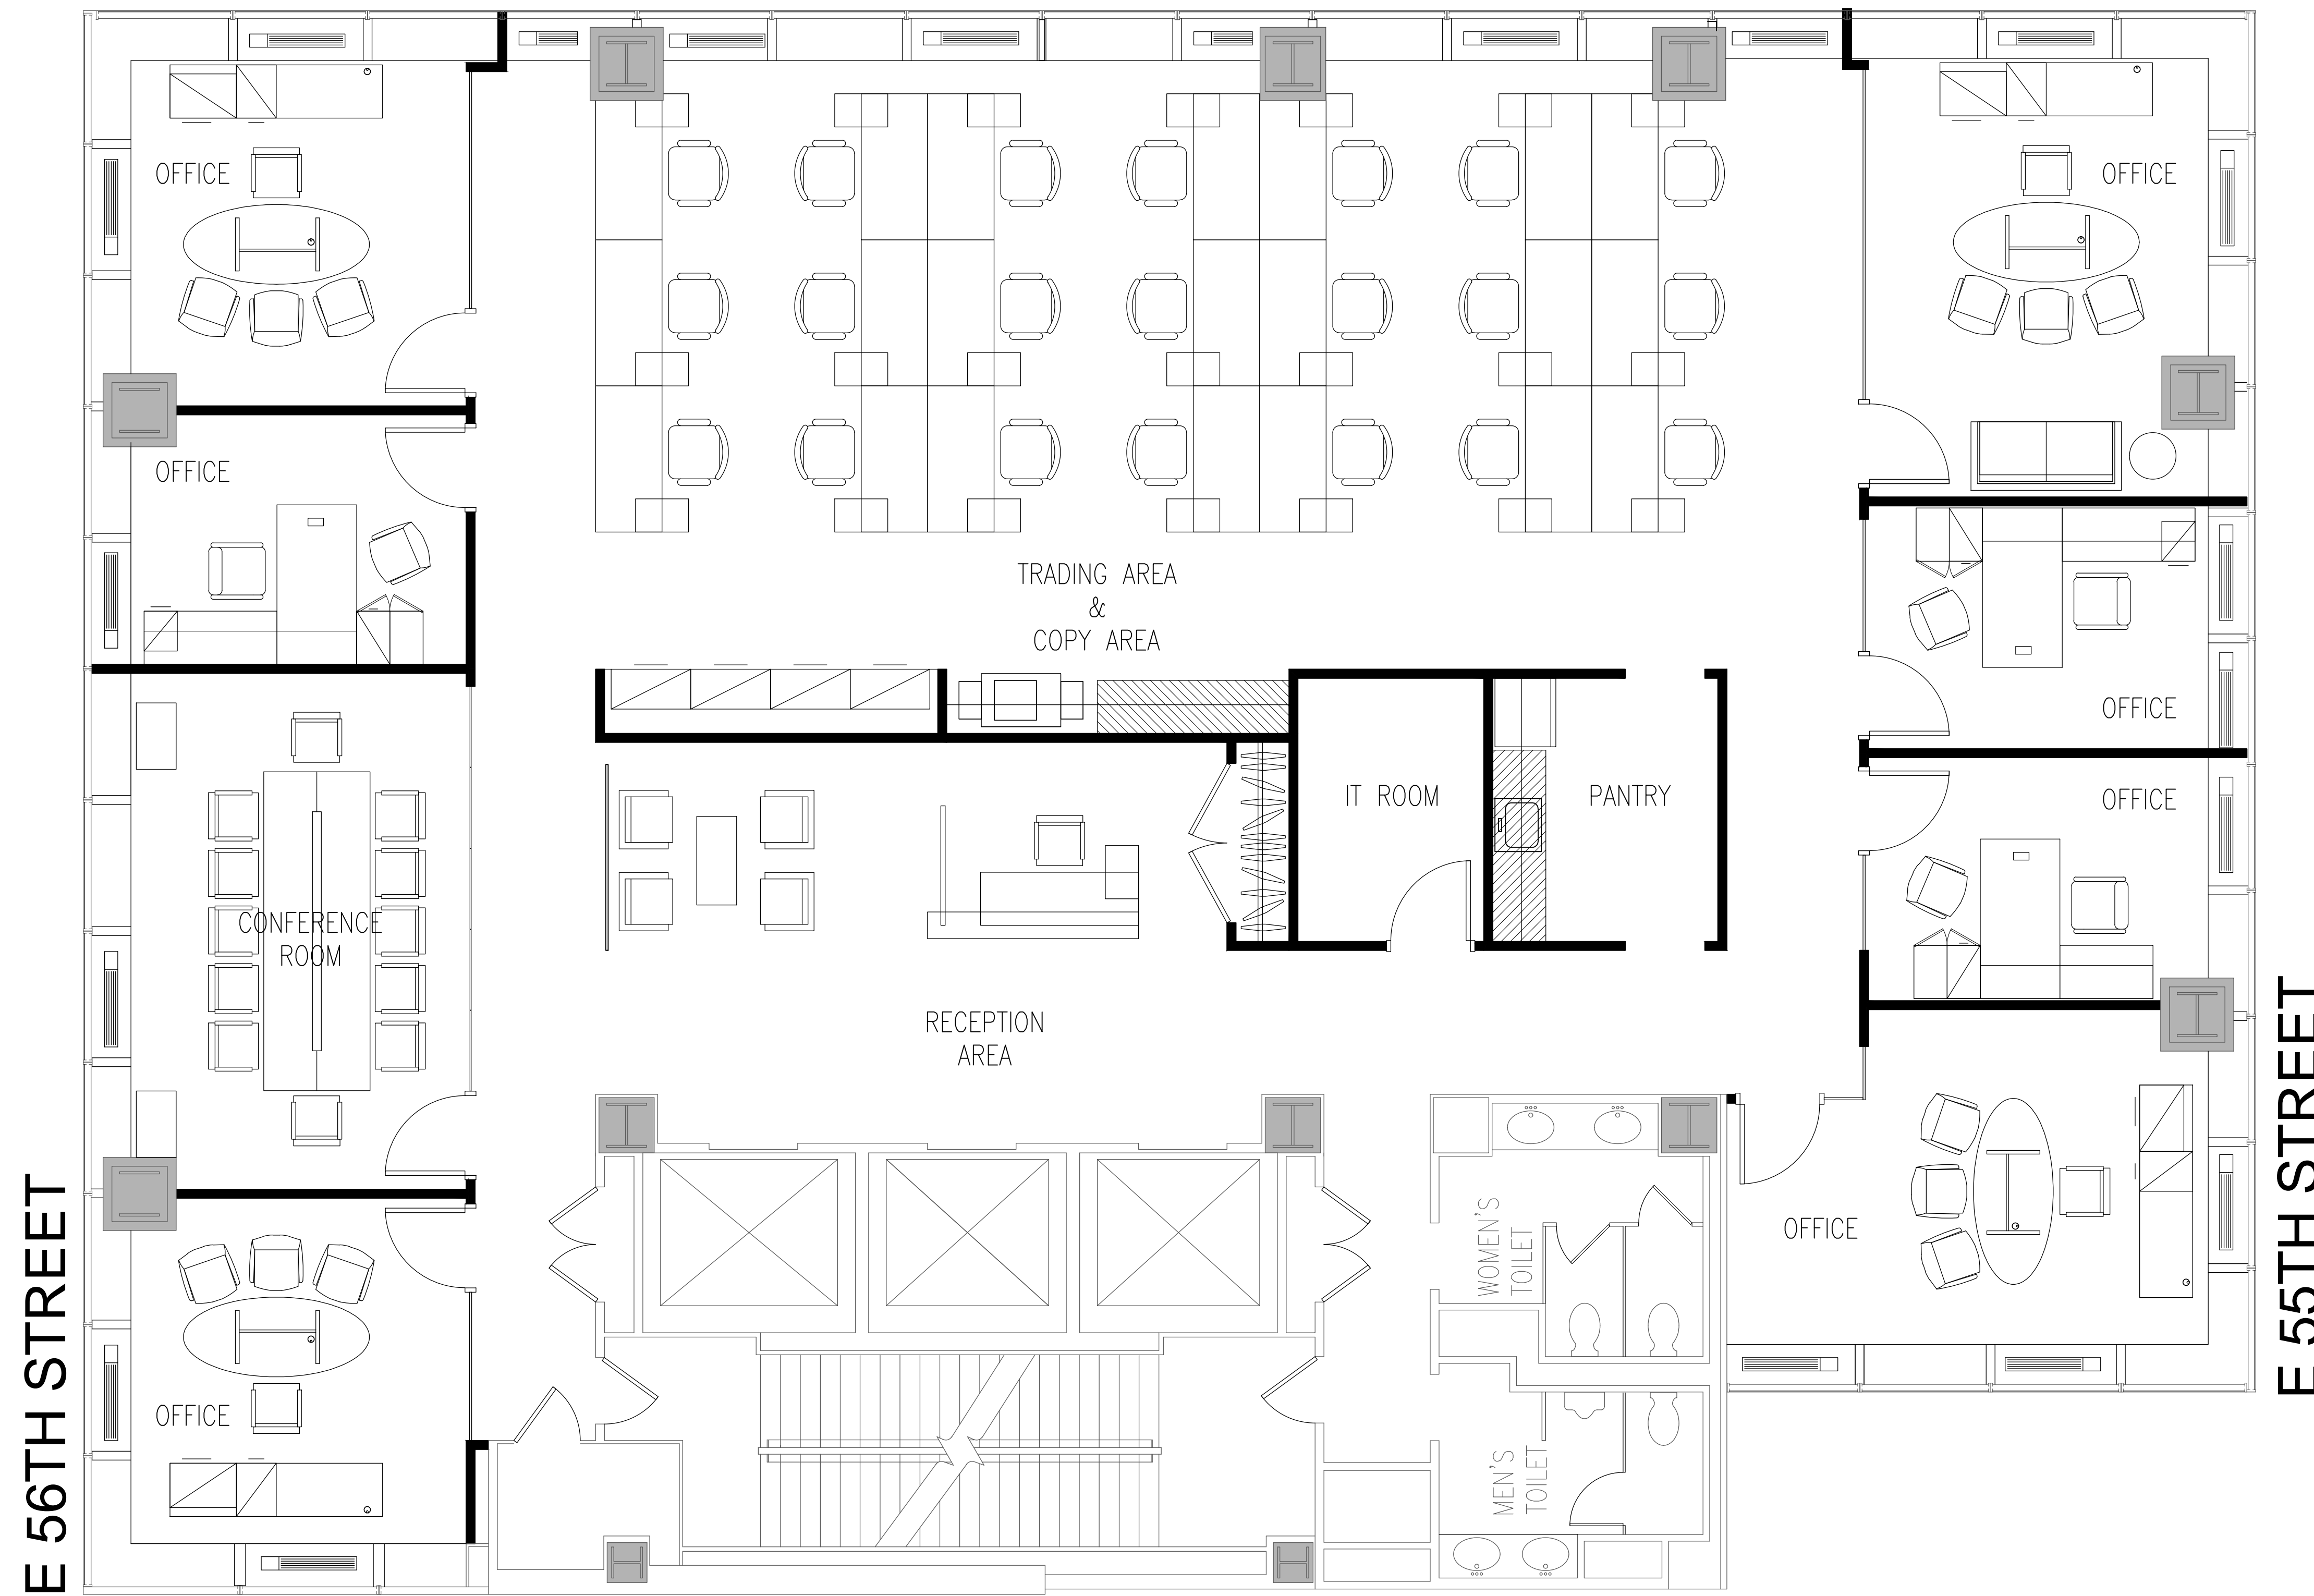 OFFICE
OFFICE
OFFICE
TRADING AREA
&
COPY AREA
OFFICE
IT ROOM
PANTRY
OFFICE
CONFERENCE
ROOM
RECEPTION
AREA
WOMEN'S
TOILET
OFFICE
OFFICE
MEN'S
TOILET
E 56TH STREET
E 55TH STREET